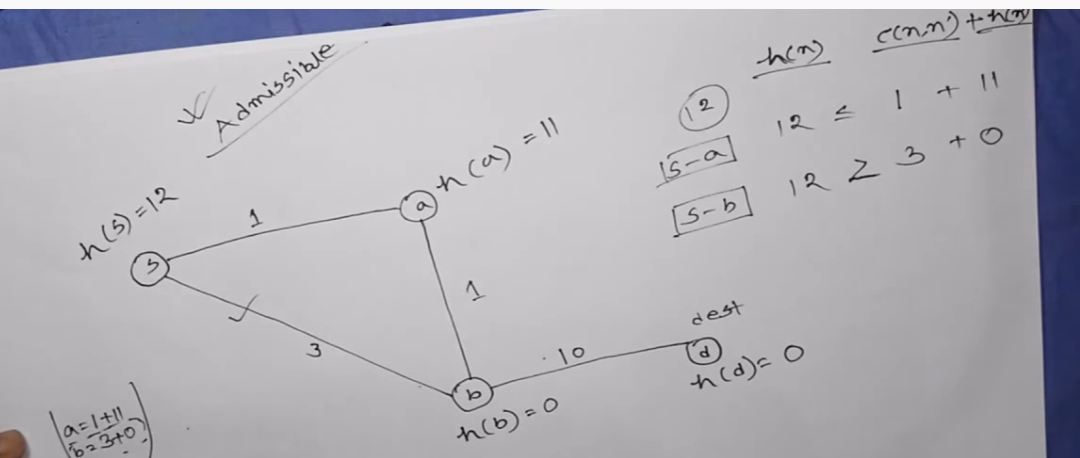 Admissible
h(n) c(n,n') + h(n')
12
s-a 12 ≤ 1 + 11
s-b 12 ≥ 3 + 0
h(s) = 12
h(a) = 11
s
a
1
1
3
10
dest
d
h(d) = 0
b
h(b) = 0
a = 1+11
b = 3+0